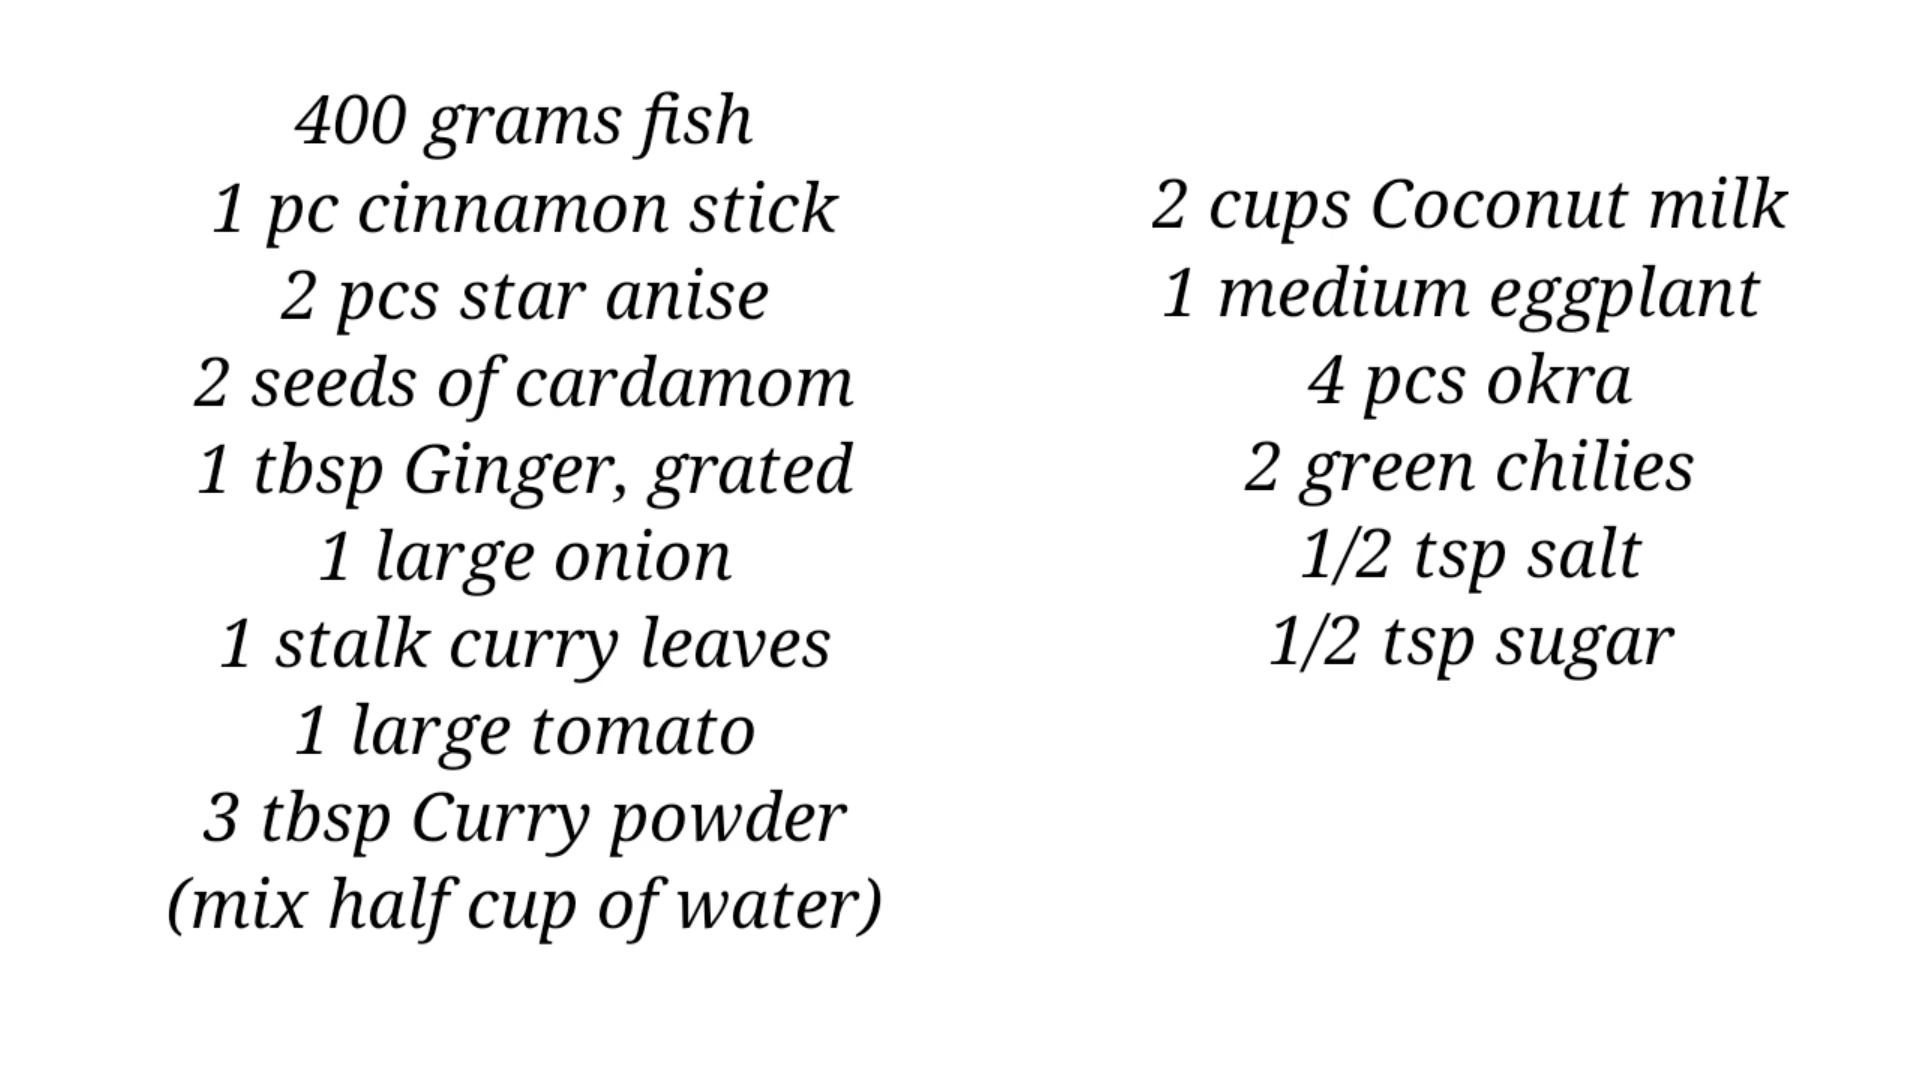 400 grams fish
1 pc cinnamon stick
2 pcs star anise
2 seeds of cardamom
1 tbsp Ginger, grated
1 large onion
1 stalk curry leaves
1 large tomato
3 tbsp Curry powder
(mix half cup of water)
2 cups Coconut milk
1 medium eggplant
4 pcs okra
2 green chilies
1/2 tsp salt
1/2 tsp sugar